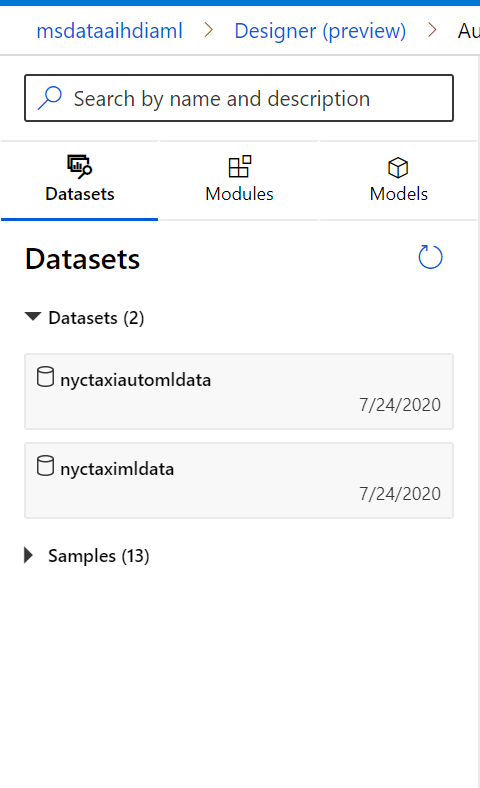 msdataaihdiaml > Designer (preview) > Au
Search by name and description
Datasets Modules Models
Datasets
Datasets (2)
nyctaxiautomldata
7/24/2020
nyctaximldata
7/24/2020
Samples (13)